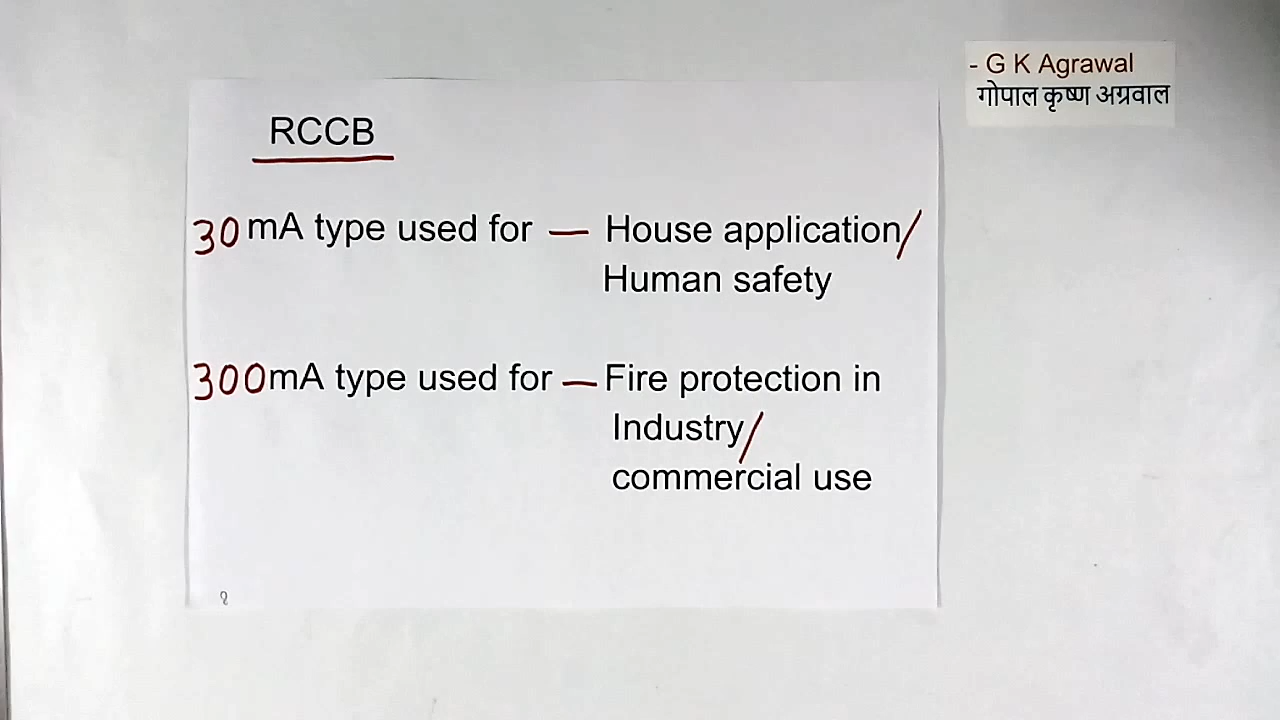 - G K Agrawal
गोपाल कृष्ण अग्रवाल
RCCB
30 mA type used for — House application/
Human safety
300mA type used for — Fire protection in
Industry/
commercial use